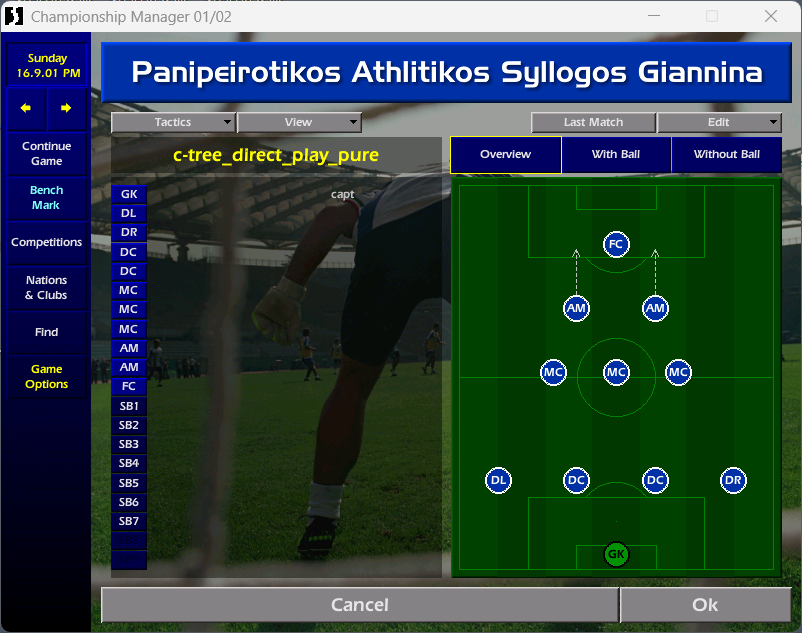 Championship Manager 01/02
Sunday
16.9.01 PM
Continue
Game
Bench
Mark
Competitions
Nations
& Clubs
Find
Game
Options
Panipeirotikos Athlitikos Syllogos Giannina
Tactics
View
Last Match
Edit
c-tree_direct_play_pure
Overview
With Ball
Without Ball
GK capt
DL
DR
DC
DC
MC
MC
MC
AM
AM
FC
SB1
SB2
SB3
SB4
SB5
SB6
SB7
FC
AM AM
MC MC MC
DL DC DC DR
GK
Cancel
Ok